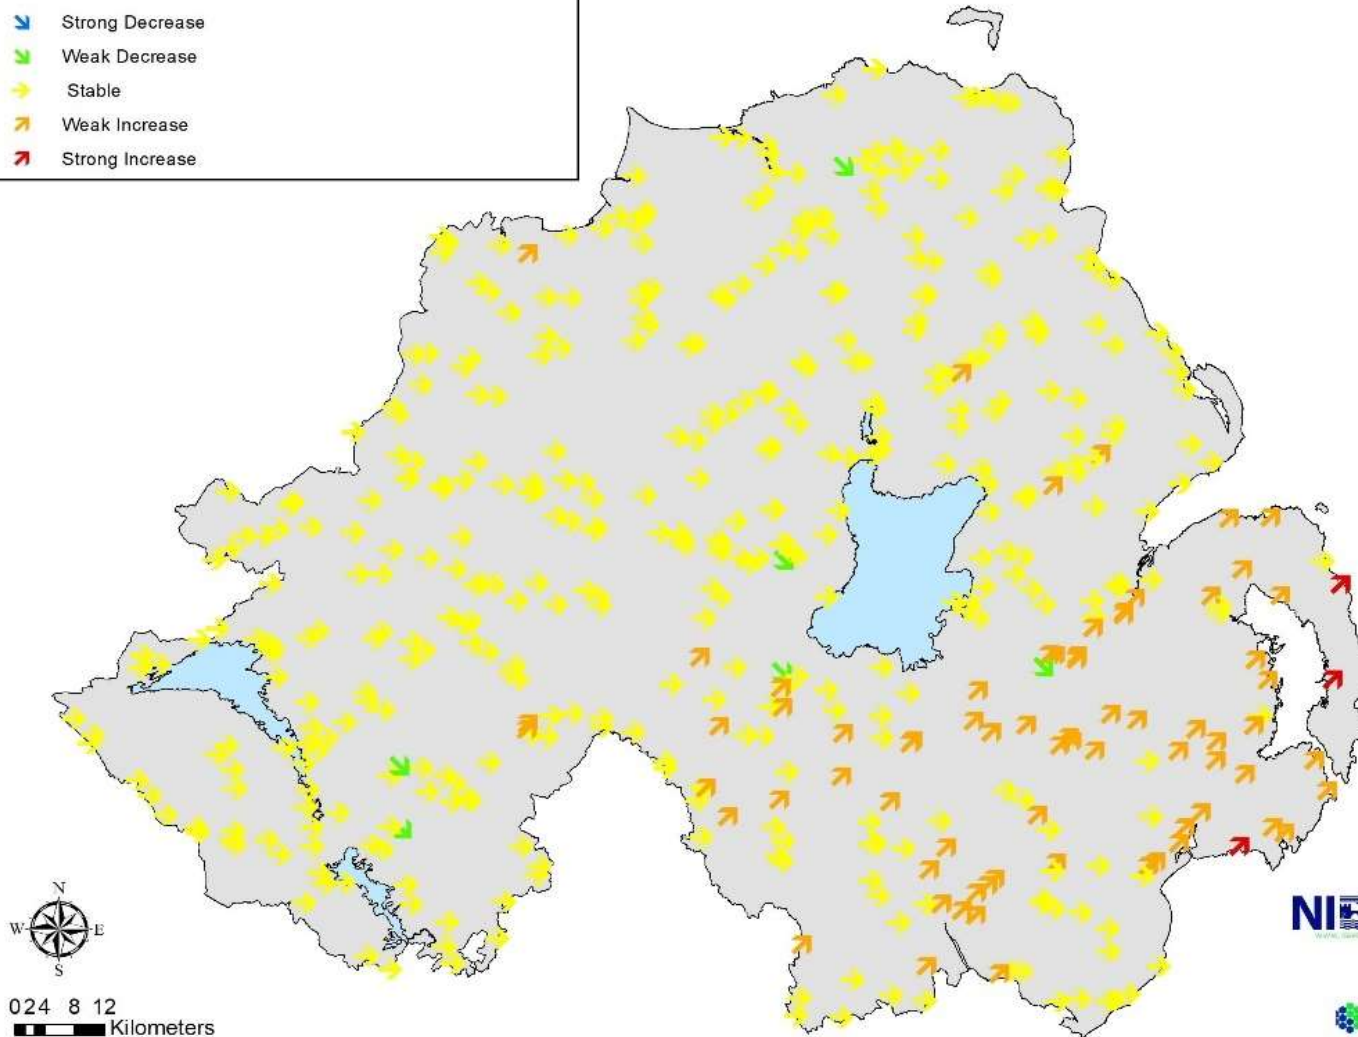 Strong Decrease
Weak Decrease
Stable
Weak Increase
Strong Increase
N
W E
S
0 2 4 8 12
Kilometers
NI